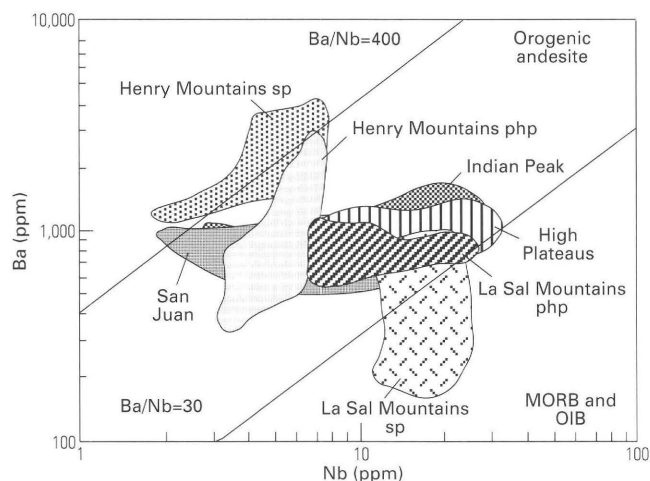 10,000
Ba/Nb=400
Orogenic
andesite
Henry Mountains sp
Henry Mountains php
Indian Peak
Ba (ppm)
1,000
High
Plateaus
San
Juan
La Sal Mountains
php
Ba/Nb=30
La Sal Mountains
sp
MORB and
OIB
100
1
10
100
Nb (ppm)